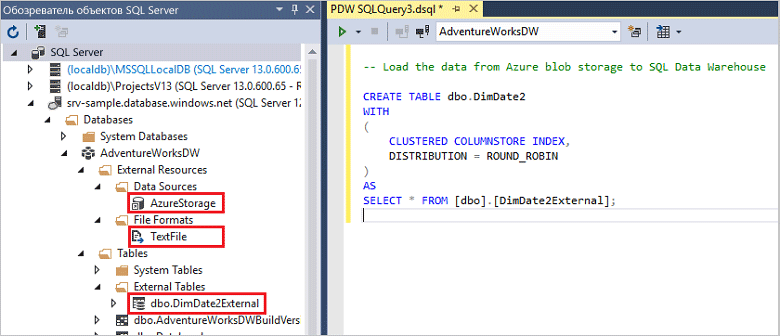 Обозреватель объектов SQL Server
SQL Server
(localdb)\MSSQLLocalDB (SQL Server 13.0.600.65
(localdb)\ProjectsV13 (SQL Server 13.0.600.65 - R
srv-sample.database.windows.net (SQL Server 12
Databases
System Databases
AdventureWorksDW
External Resources
Data Sources
AzureStorage
File Formats
TextFile
Tables
System Tables
External Tables
dbo.DimDate2External
dbo.AdventureWorksDWBuildVers
PDW SQLQuery3.dsql *
AdventureWorksDW
-- Load the data from Azure blob storage to SQL Data Warehouse
CREATE TABLE dbo.DimDate2
WITH
(
CLUSTERED COLUMNSTORE INDEX,
DISTRIBUTION = ROUND_ROBIN
)
AS
SELECT * FROM [dbo].[DimDate2External];